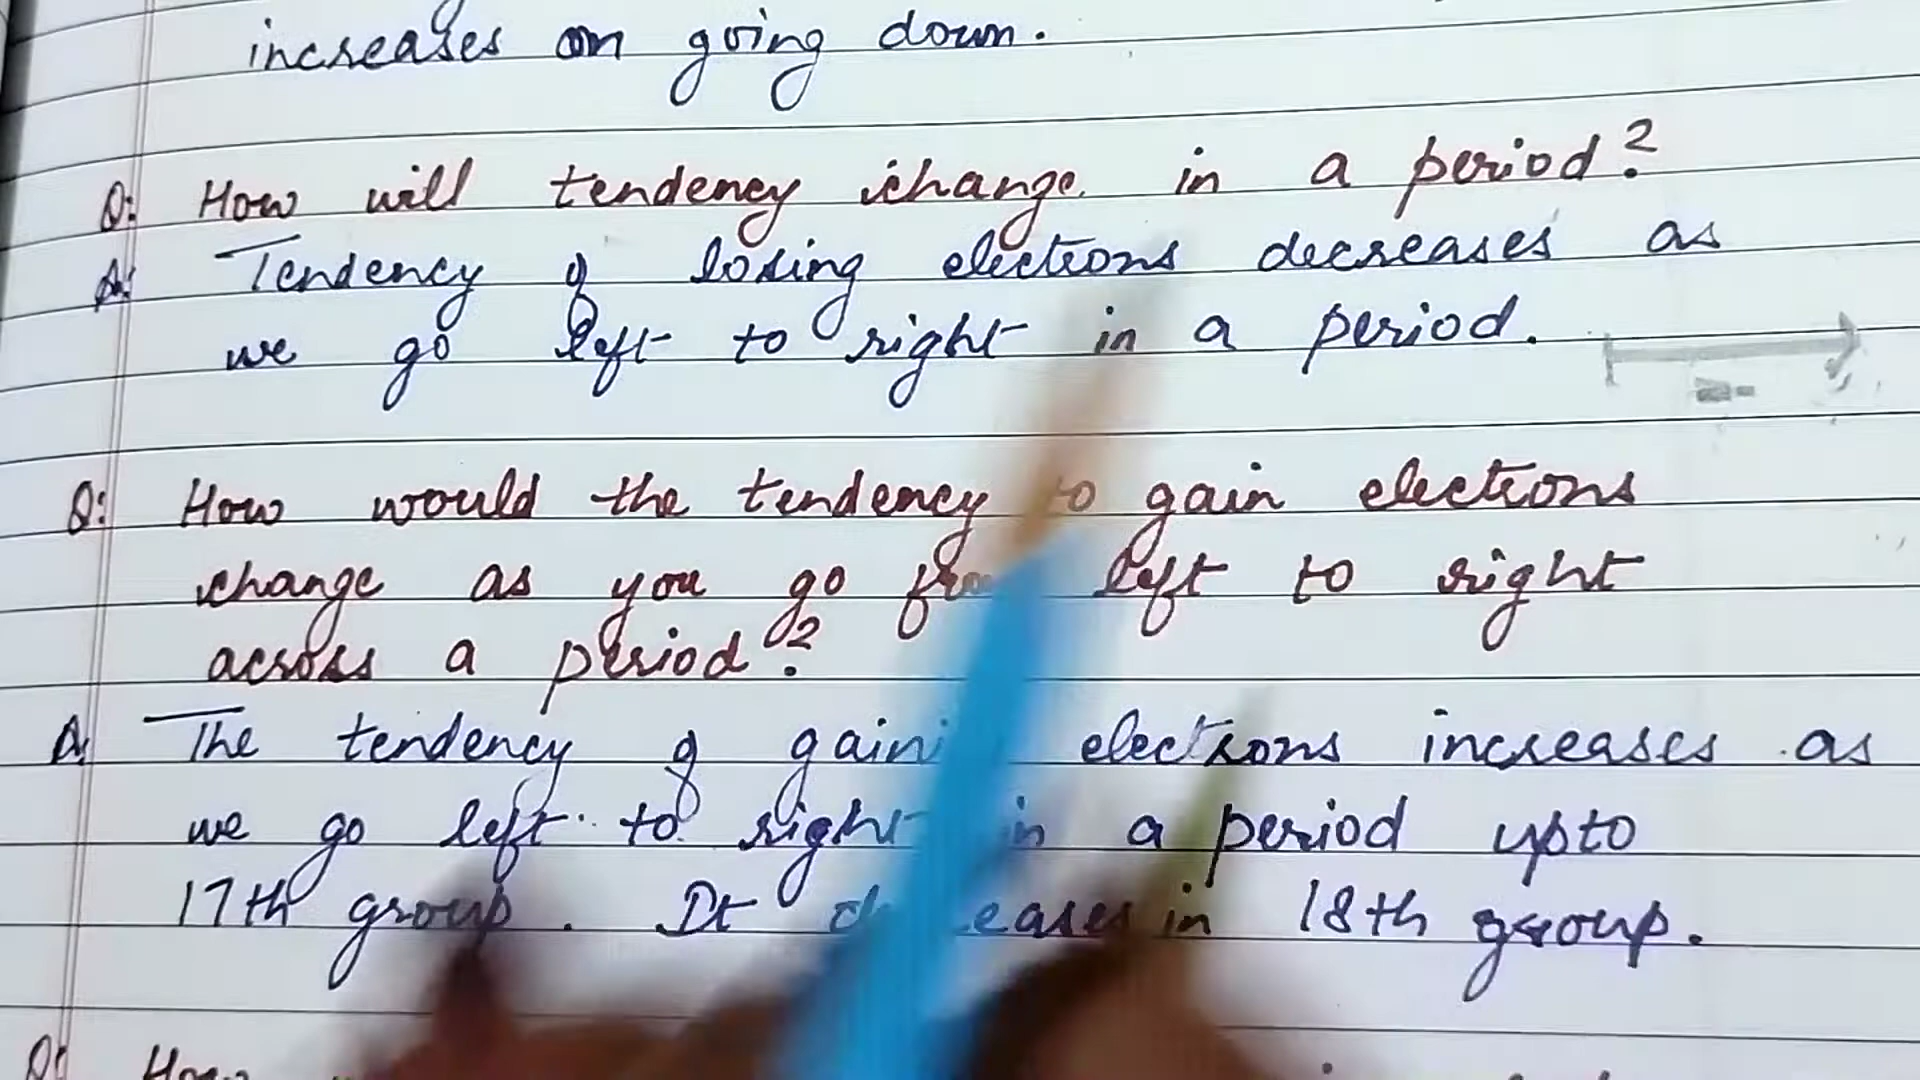 increases on going down.
Q: How will tendency change in a period?
A: Tendency of losing electrons decreases as
we go left to right in a period.
Q: How would the tendency to gain electrons
change as you go left to right
across a period?
A: The tendency of electrons increases as
we go left to right in a period upto
17th group. It in 18th group.
Q: How